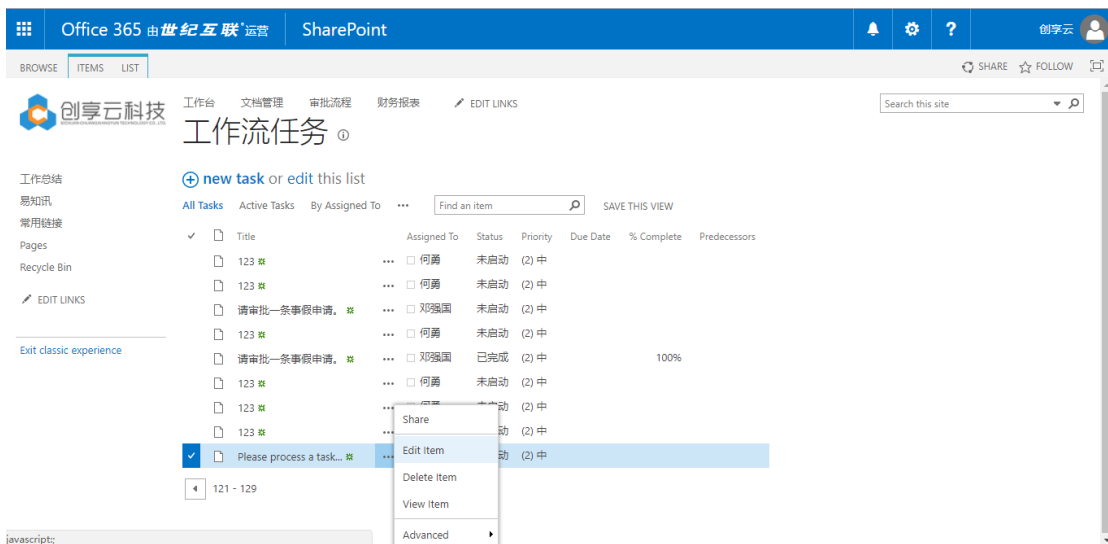 Office 365 由世纪互联运营 SharePoint ? 创享云
BROWSE ITEMS LIST SHARE FOLLOW
创享云科技
工作台 文档管理 审批流程 财务报表 EDIT LINKS Search this site
工作流任务
工作总结
易知讯
常用链接
Pages
Recycle Bin
EDIT LINKS
Exit classic experience
new task or edit this list
All Tasks Active Tasks By Assigned To ••• Find an item SAVE THIS VIEW
Title Assigned To Status Priority Due Date % Complete Predecessors
123 ••• 何勇 未启动 (2) 中
123 ••• 何勇 未启动 (2) 中
请审批一条事假申请。 ••• 邓强国 未启动 (2) 中
123 ••• 何勇 未启动 (2) 中
请审批一条事假申请。 ••• 邓强国 已完成 (2) 中 100%
123 ••• 何勇 未启动 (2) 中
123 ••• 何勇 未启动 (2) 中
123 ••• 动 (2) 中
Please process a task... ••• 动 (2) 中
Share
Edit Item
Delete Item
View Item
Advanced
121 - 129
javascript:;